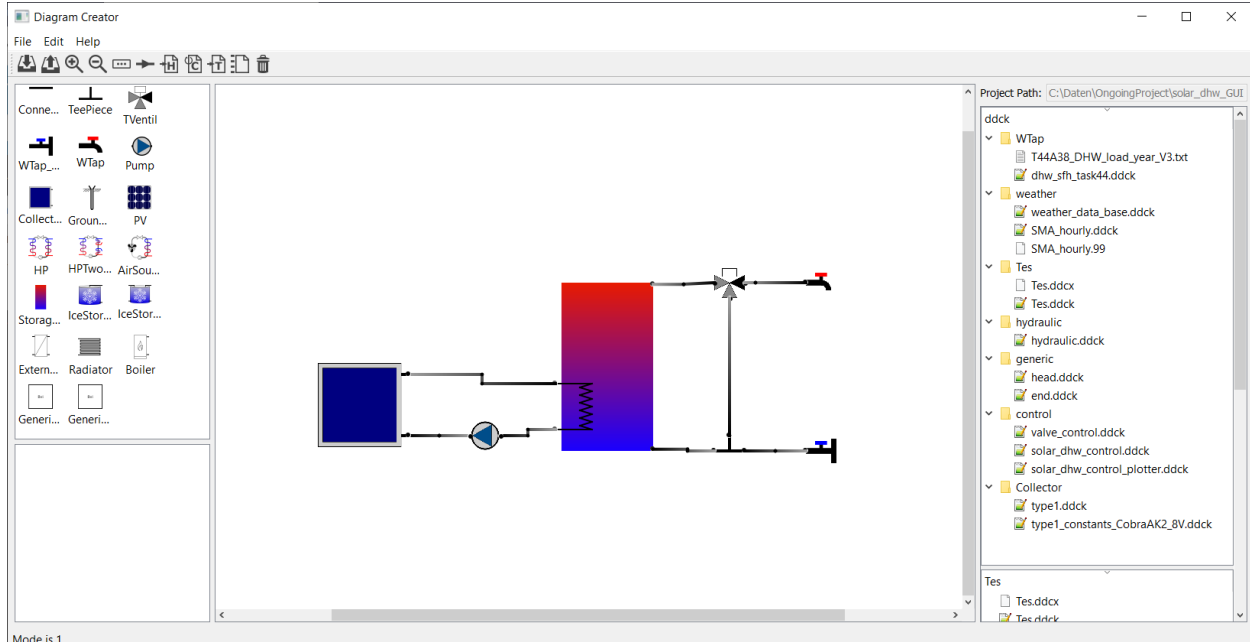 Diagram Creator
File Edit Help
H C T
Conne... TeePiece TVentil
WTap_... WTap Pump
Collect... Groun... PV
HP HPTwo... AirSou...
Storag... IceStor... IceStor...
Extern... Radiator Boiler
Generi... Generi...
Project Path: C:\Daten\OngoingProject\solar_dhw_GUI
ddck
WTap
T44A38_DHW_load_year_V3.txt
dhw_sfh_task44.ddck
weather
weather_data_base.ddck
SMA_hourly.ddck
SMA_hourly.99
Tes
Tes.ddcx
Tes.ddck
hydraulic
hydraulic.ddck
generic
head.ddck
end.ddck
control
valve_control.ddck
solar_dhw_control.ddck
solar_dhw_control_plotter.ddck
Collector
type1.ddck
type1_constants_CobraAK2_8V.ddck
Tes
Tes.ddcx
Tes.ddck
Mode is 1